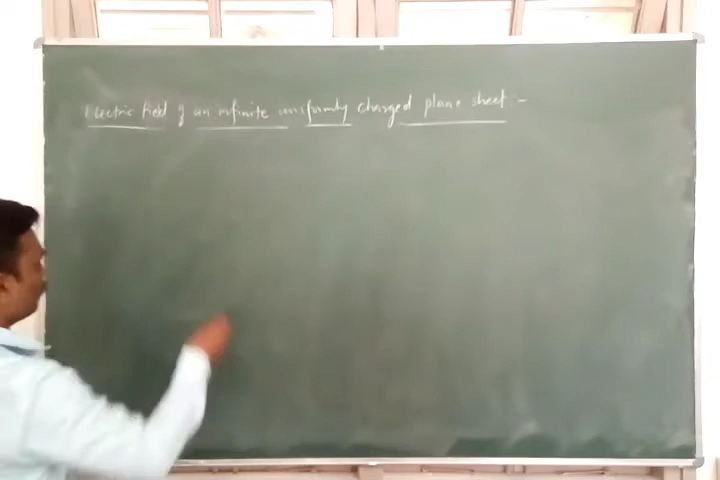 Electric field of an infinite uniformly charged plane sheet :-